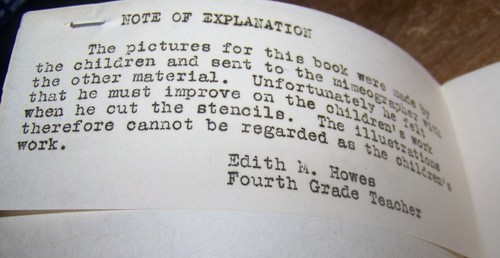 NOTE OF EXPLANATION
The pictures for this book were made by
the children and sent to the mimeographer with
the other material. Unfortunately he felt
that he must improve on the children's work
when he cut the stencils. The illustrations
therefore cannot be regarded as the children's
work.
Edith M. Howes
Fourth Grade Teacher